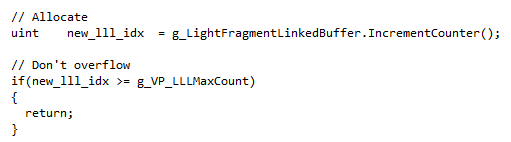 // Allocate
uint    new_lll_idx  = g_LightFragmentLinkedBuffer.IncrementCounter();

// Don't overflow
if(new_lll_idx >= g_VP_LLLMaxCount)
{
  return;
}